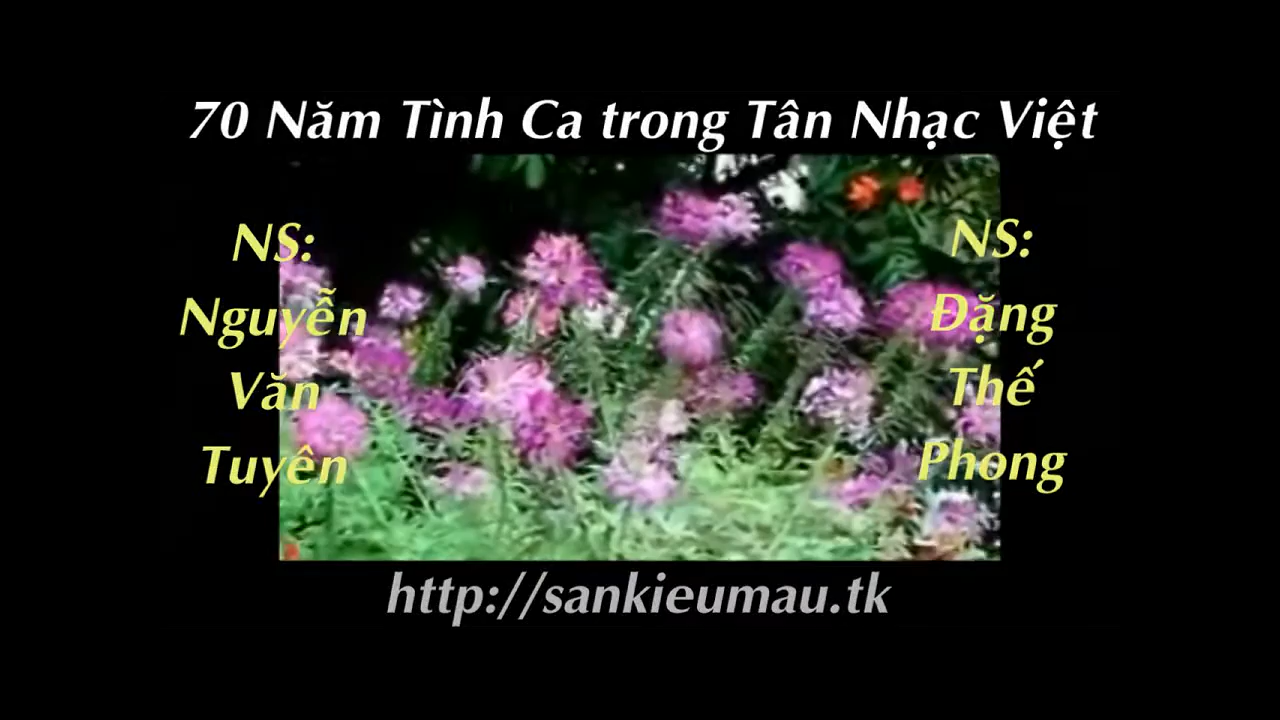 70 Năm Tình Ca trong Tân Nhạc Việt
NS:
Nguyễn
Văn
Tuyên
NS:
Đặng
Thế
Phong
http://sankieumau.tk